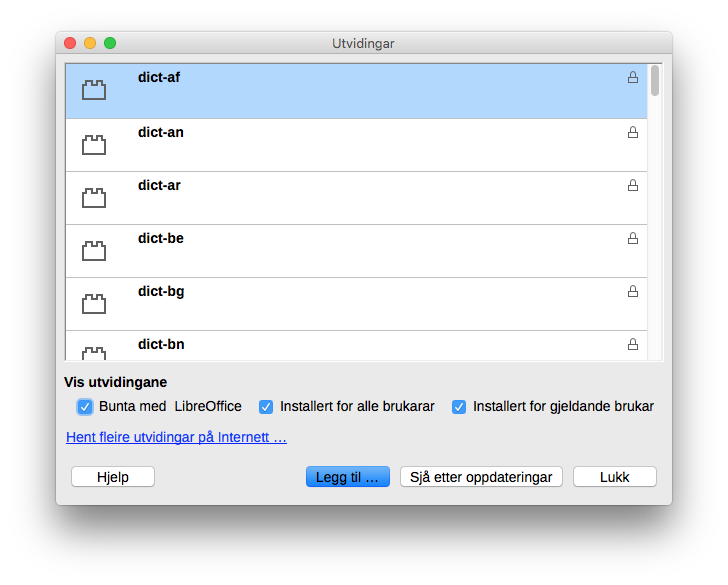 Utvidingar
dict-af
dict-an
dict-ar
dict-be
dict-bg
dict-bn
Vis utvidingane
Bunta med  LibreOffice Installert for alle brukarar Installert for gjeldande brukar
Hent fleire utvidingar på Internett …
Hjelp Legg til … Sjå etter oppdateringar Lukk